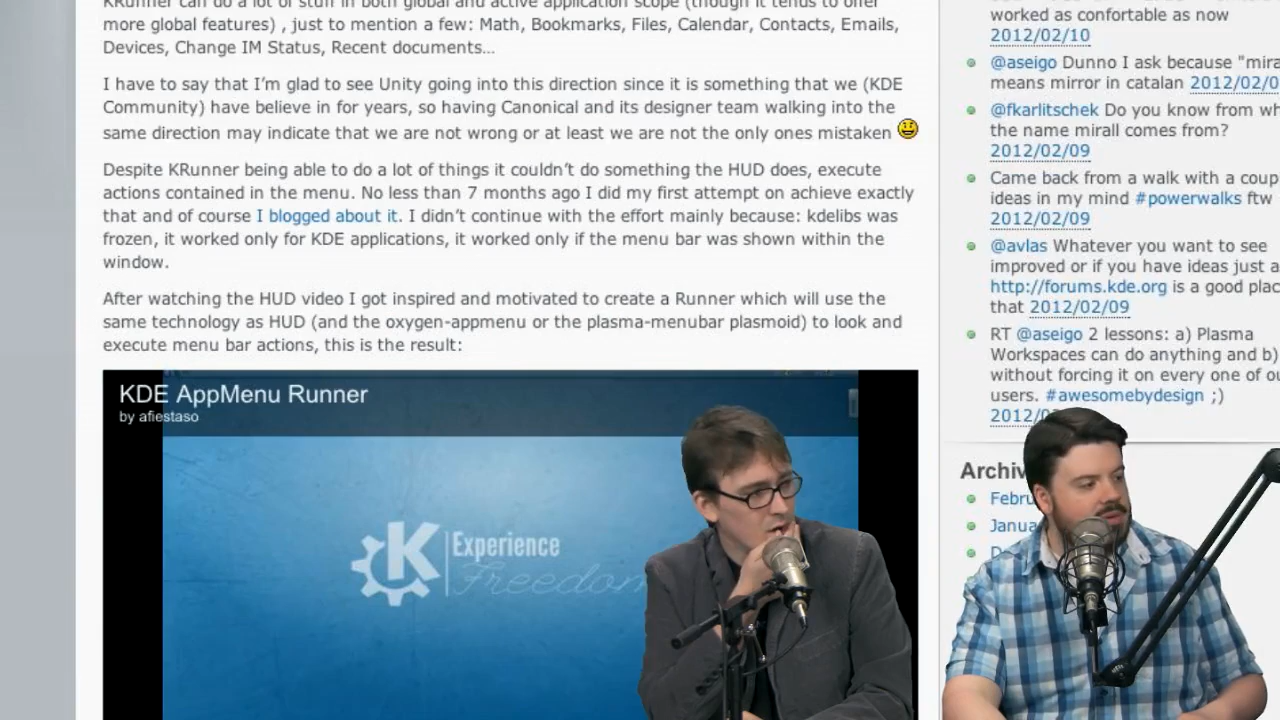 KRunner can do a lot of stuff in both global and active application scope (though it tends to offer
more global features) , just to mention a few: Math, Bookmarks, Files, Calendar, Contacts, Emails,
Devices, Change IM Status, Recent documents…
I have to say that I’m glad to see Unity going into this direction since it is something that we (KDE
Community) have believe in for years, so having Canonical and its designer team walking into the
same direction may indicate that we are not wrong or at least we are not the only ones mistaken
Despite KRunner being able to do a lot of things it couldn’t do something the HUD does, execute
actions contained in the menu. No less than 7 months ago I did my first attempt on achieve exactly
that and of course I blogged about it. I didn’t continue with the effort mainly because: kdelibs was
frozen, it worked only for KDE applications, it worked only if the menu bar was shown within the
window.
After watching the HUD video I got inspired and motivated to create a Runner which will use the
same technology as HUD (and also oxygen-appmenu or the plasma-menubar plasmoid) to look and
execute menu bar actions, this is the result:
KDE AppMenu Runner
by afiestaso
Experience
Freedom
worked as confortable as now
2012/02/10
@aseigo Dunno I ask because "mira
means mirror in catalan 2012/02/0
@fkarlitschek Do you know from wh
the name mirall comes from?
2012/02/09
Came back from a walk with a coup
ideas in my mind #powerwalks ftw
2012/02/09
@avlas Whatever you want to see
improved or if you have ideas just a
http://forums.kde.org is a good plac
that 2012/02/09
RT @aseigo 2 lessons: a) Plasma
Workspaces can do anything and b)
without forcing it on every one of ou
users. #awesomebydesign ;)
2012/0
Archiv
Febru
Janua
D